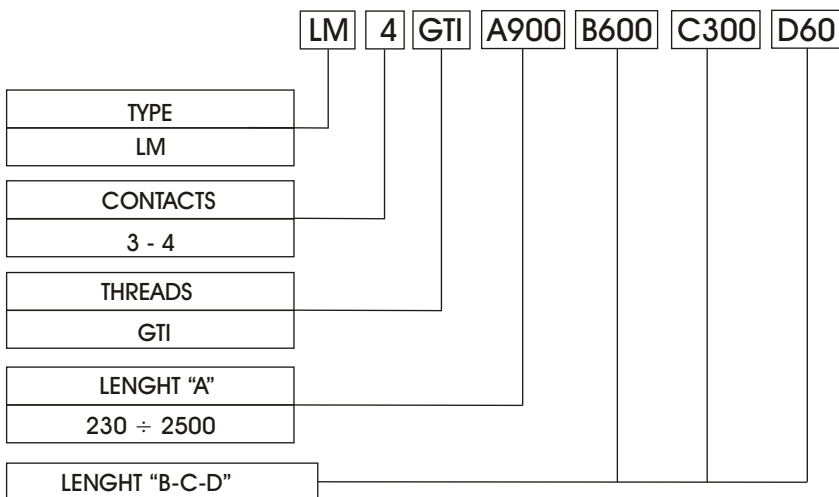 LM 4 GTI A900 B600 C300 D60
TYPE
LM
CONTACTS
3 - 4
THREADS
GTI
LENGHT “A”
230 ÷ 2500
LENGHT “B-C-D”